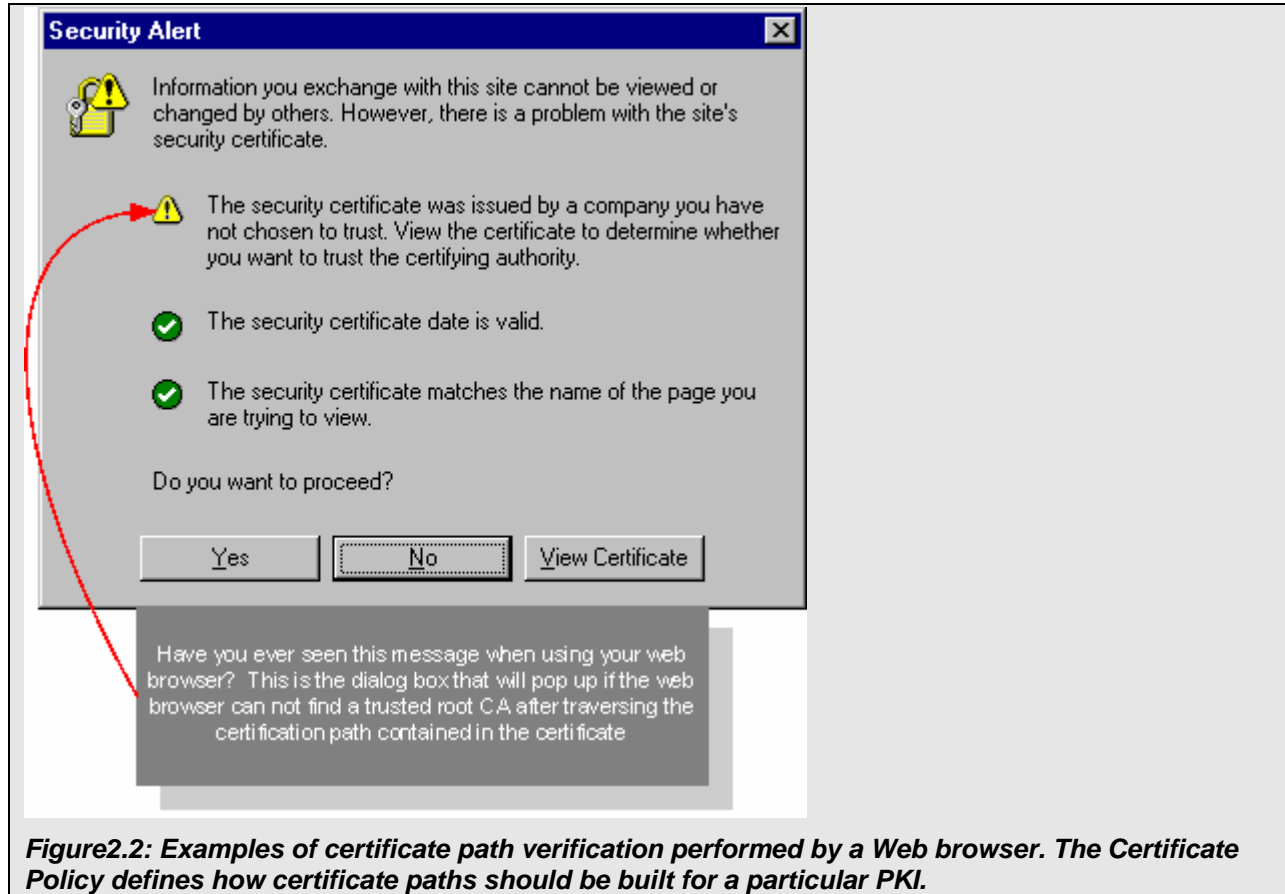 Security Alert
Information you exchange with this site cannot be viewed or
changed by others. However, there is a problem with the site's
security certificate.
The security certificate was issued by a company you have
not chosen to trust. View the certificate to determine whether
you want to trust the certifying authority.
The security certificate date is valid.
The security certificate matches the name of the page you
are trying to view.
Do you want to proceed?
Yes No View Certificate
Have you ever seen this message when using your web
browser? This is the dialog box that will pop up if the web
browser can not find a trusted root CA after traversing the
certification path contained in the certificate
Figure2.2: Examples of certificate path verification performed by a Web browser. The Certificate
Policy defines how certificate paths should be built for a particular PKI.